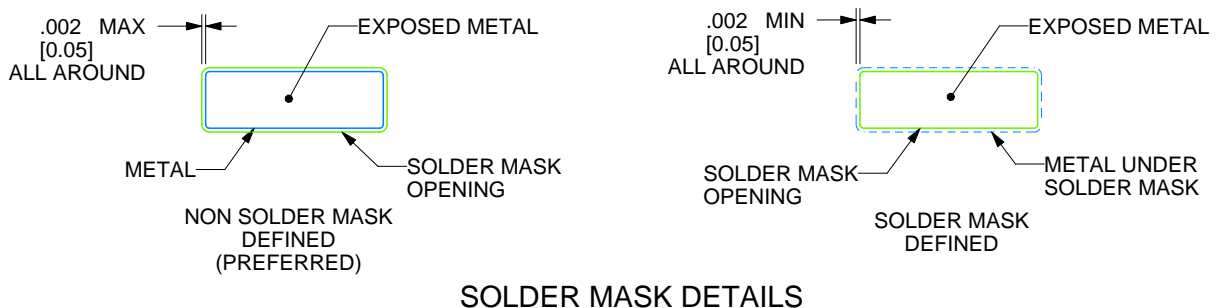 .002 MAX
[0.05]
ALL AROUND
EXPOSED METAL
METAL
SOLDER MASK
OPENING
NON SOLDER MASK
DEFINED
(PREFERRED)
.002 MIN
[0.05]
ALL AROUND
EXPOSED METAL
SOLDER MASK
OPENING
METAL UNDER
SOLDER MASK
SOLDER MASK
DEFINED
SOLDER MASK DETAILS